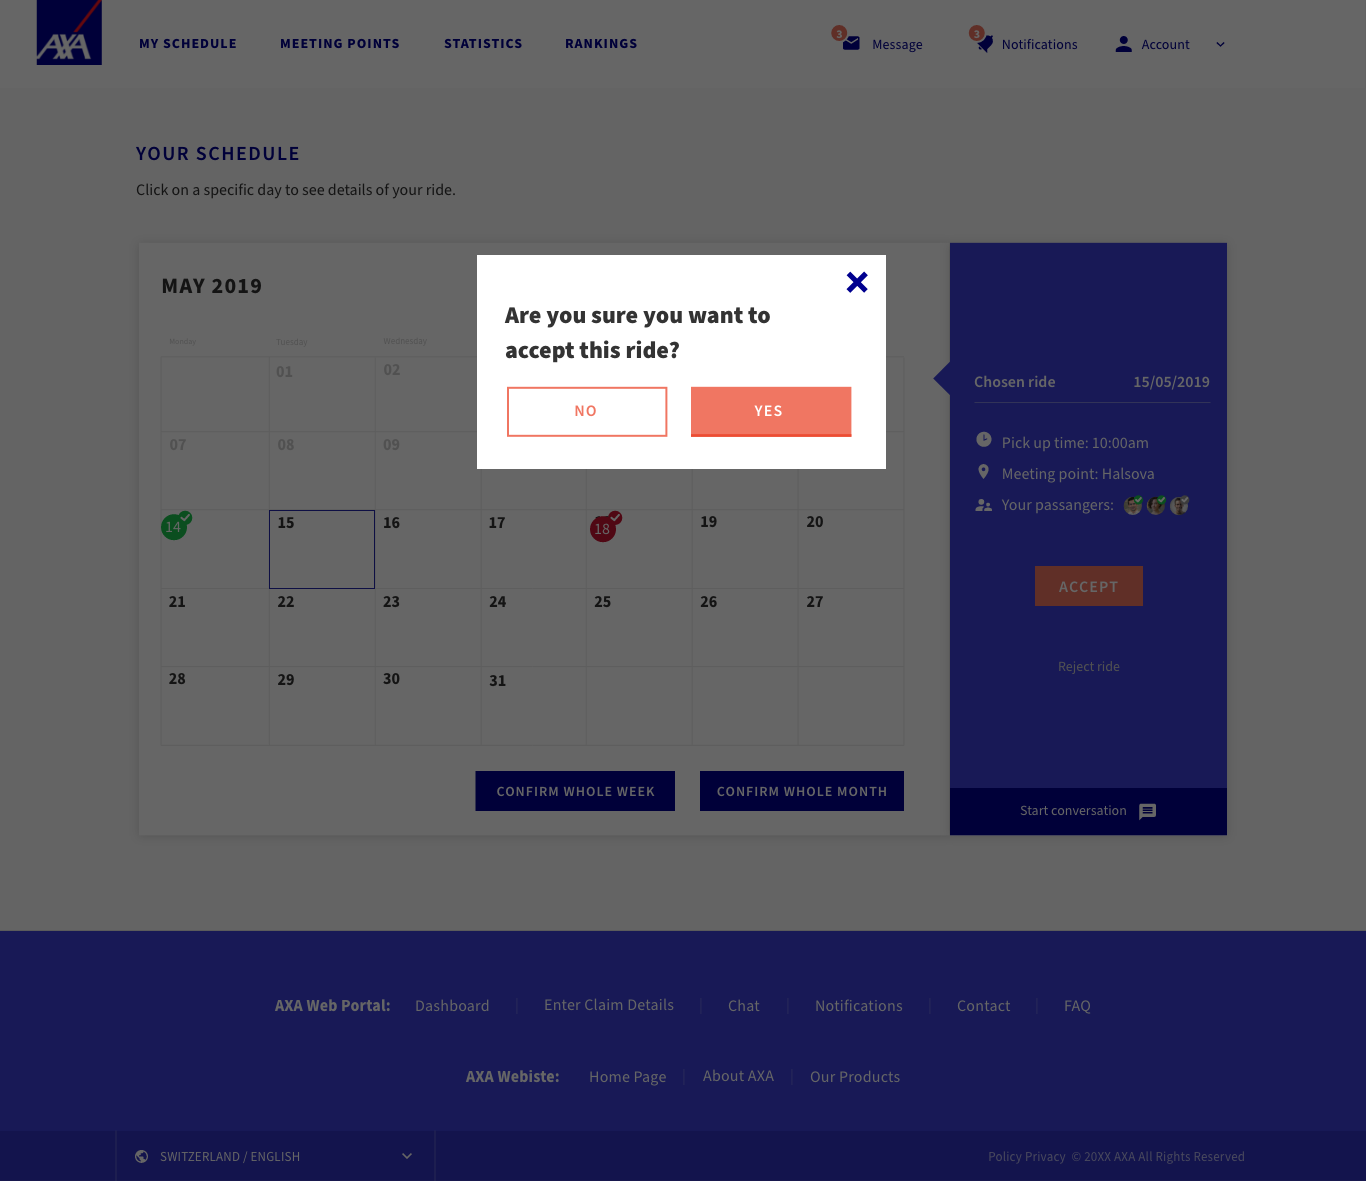 AXA
MY SCHEDULE
MEETING POINTS
STATISTICS
RANKINGS
3
Message
3
Notifications
Account
YOUR SCHEDULE
Click on a specific day to see details of your ride.
MAY 2019
Monday
Tuesday
Wednesday
01
02
07
08
09
14
15
16
17
18
19
20
21
22
23
24
25
26
27
28
29
30
31
CONFIRM WHOLE WEEK
CONFIRM WHOLE MONTH
Are you sure you want to
accept this ride?
NO
YES
Chosen ride
15/05/2019
Pick up time: 10:00am
Meeting point: Halsova
Your passangers:
ACCEPT
Reject ride
Start conversation
AXA Web Portal:
Dashboard
Enter Claim Details
Chat
Notifications
Contact
FAQ
AXA Webiste:
Home Page
About AXA
Our Products
SWITZERLAND / ENGLISH
Policy Privacy © 20XX AXA All Rights Reserved